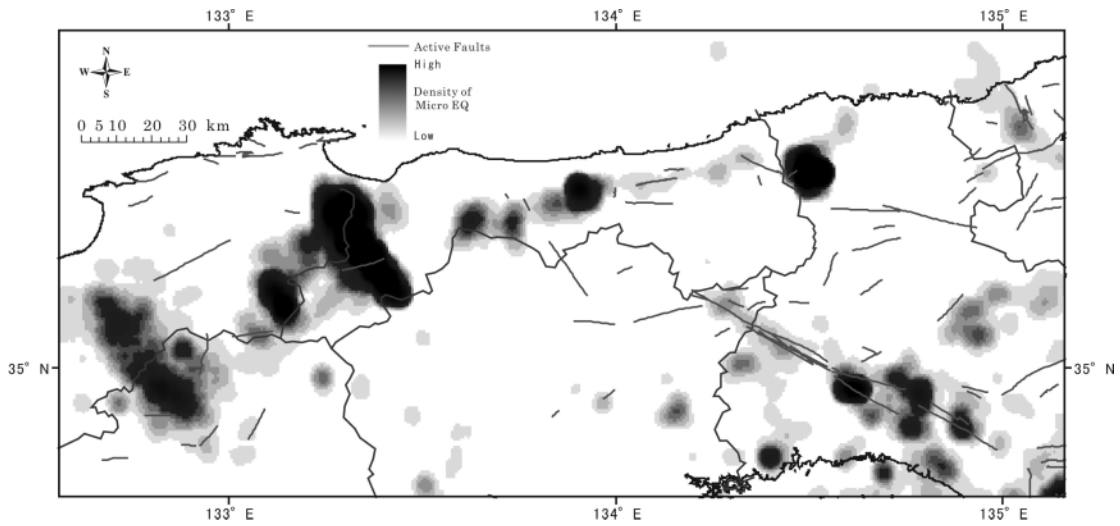 133° E 134° E 135° E
N
W E
S
0 5 10 20 30 km
Active Faults
High
Density of
Micro EQ
Low
35° N 35° N
133° E 134° E 135° E